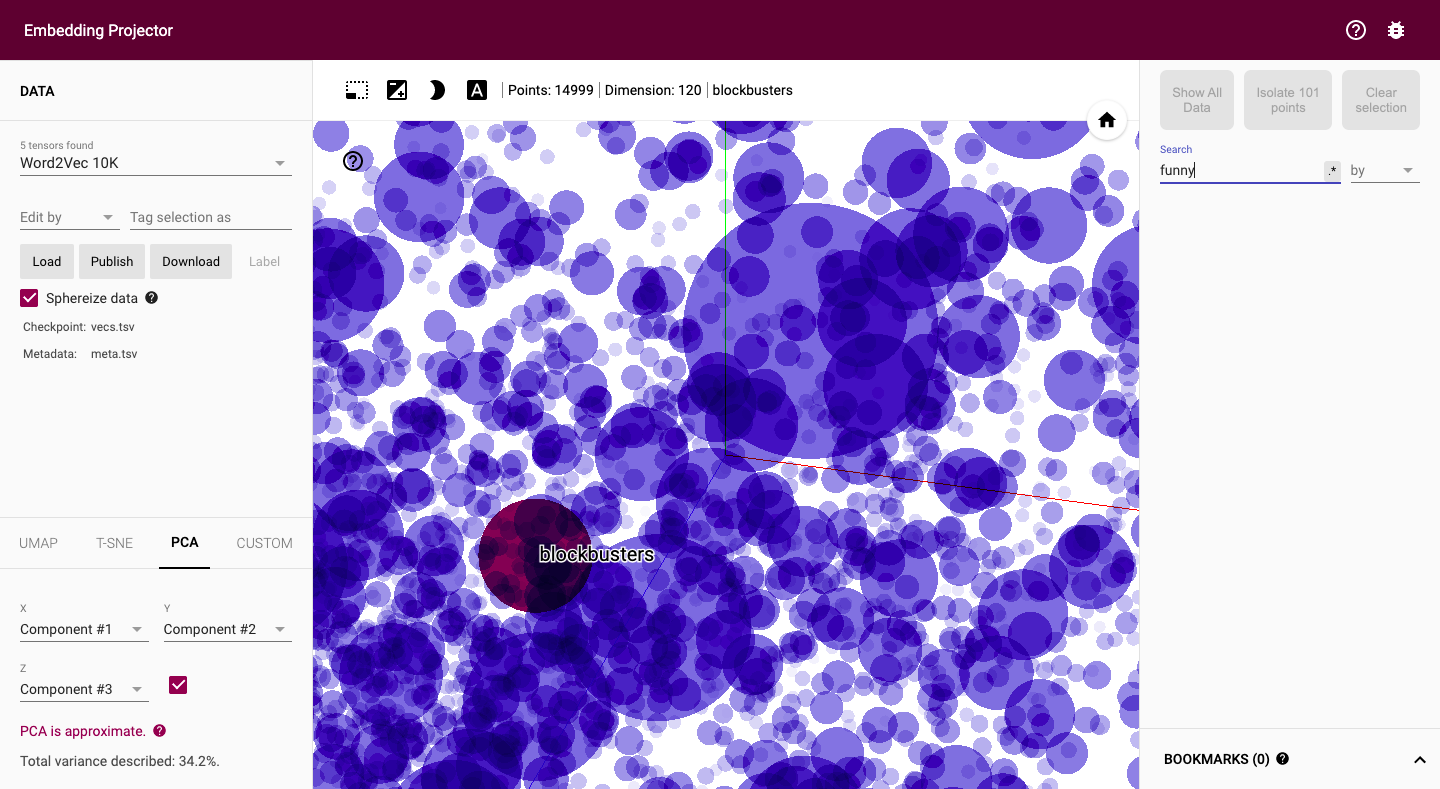 Embedding Projector
DATA
5 tensors found
Word2Vec 10K
Edit by
Tag selection as
Load
Publish
Download
Label
Sphereize data
Checkpoint: vecs.tsv
Metadata: meta.tsv
UMAP
T-SNE
PCA
CUSTOM
X
Component #1
Y
Component #2
Z
Component #3
PCA is approximate.
Total variance described: 34.2%.
A
Points: 14999
Dimension: 120
blockbusters
blockbusters
Show All
Data
Isolate 101
points
Clear
selection
Search
funny
.*
by
BOOKMARKS (0)